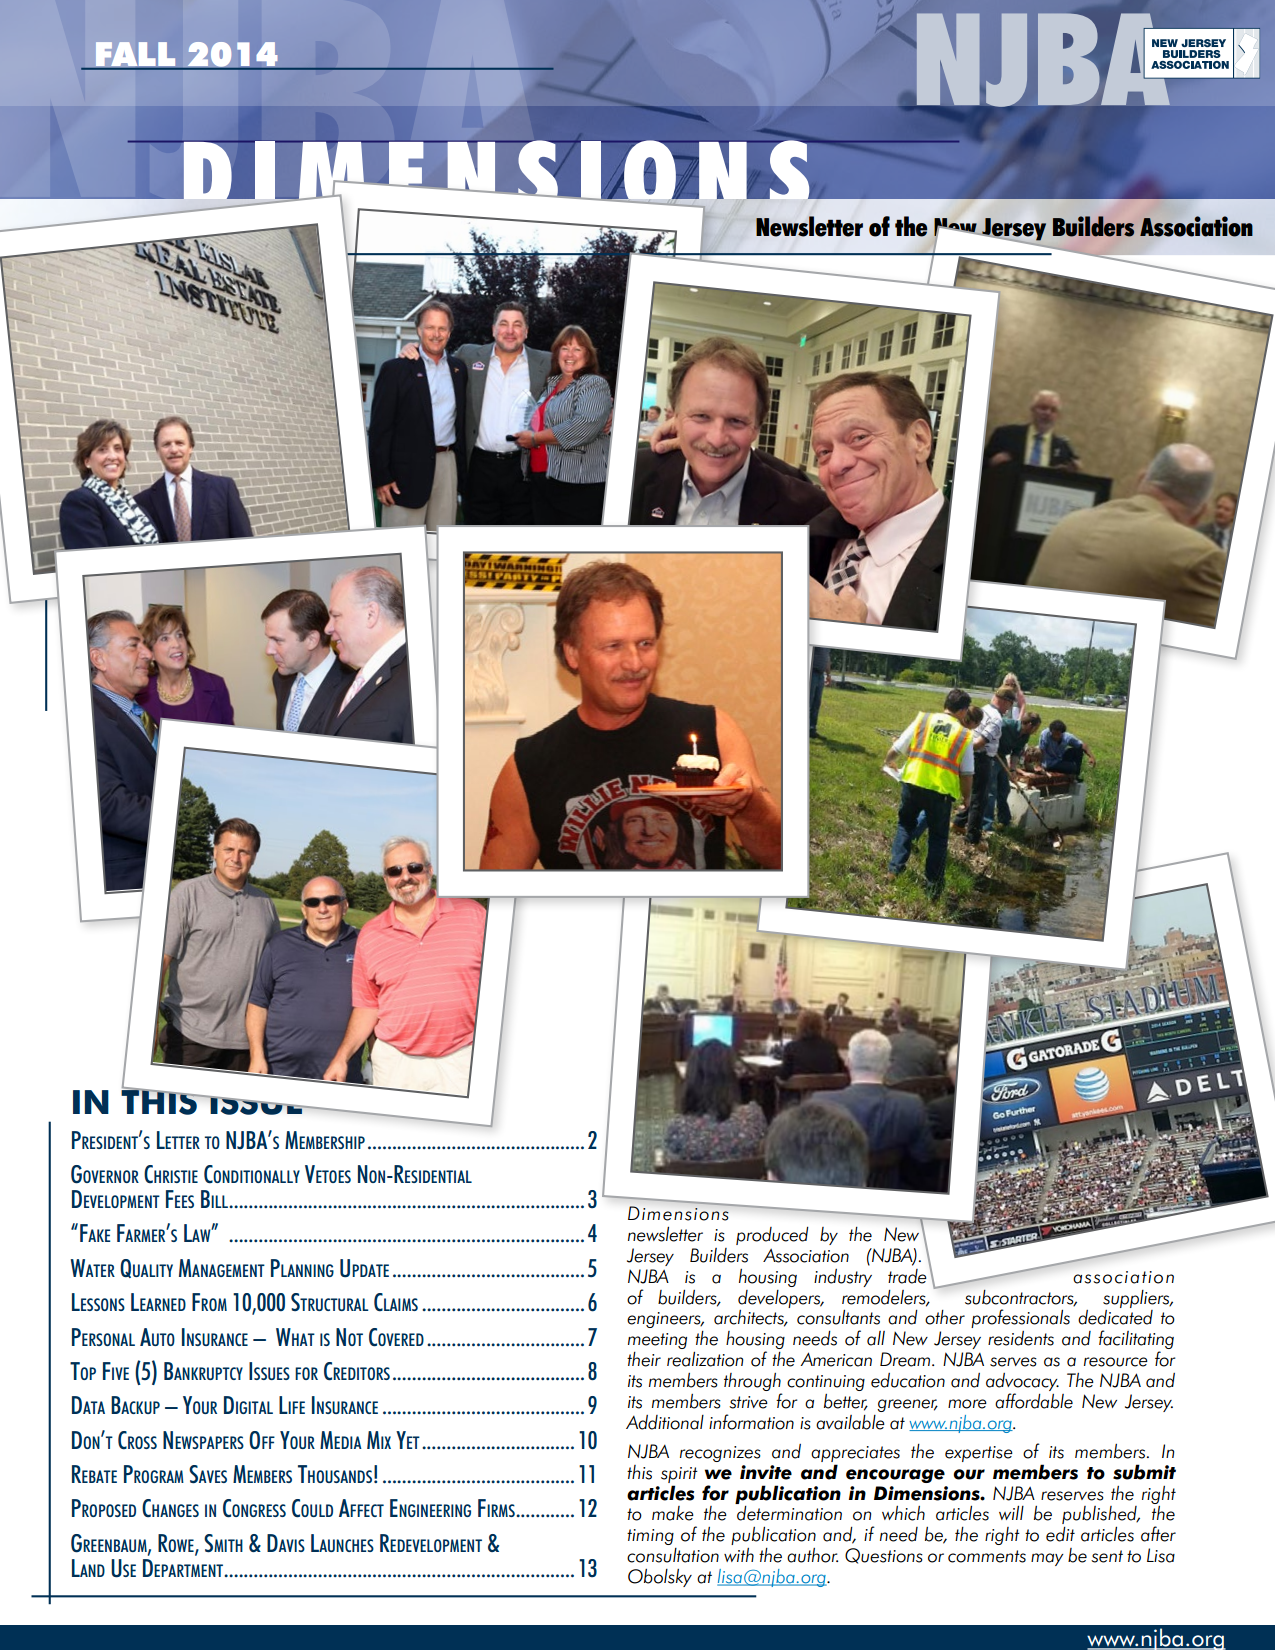 FALL 2014
NJBA
NEW JERSEY
BUILDERS
ASSOCIATION
DIMENSIONS
Newsletter of the New Jersey Builders Association
REAL ESTATE
INSTITUTE
NJBA
WILLIE
GATORADE
Ford
Go Further
att.yankees.com
STADIUM
YOKOHAMA
IN THIS ISSUE
PRESIDENT'S LETTER TO NJBA'S MEMBERSHIP 2
GOVERNOR CHRISTIE CONDITIONALLY VETOES NON-RESIDENTIAL
DEVELOPMENT FEES BILL 3
"FAKE FARMER'S LAW" 4
WATER QUALITY MANAGEMENT PLANNING UPDATE 5
LESSONS LEARNED FROM 10,000 STRUCTURAL CLAIMS 6
PERSONAL AUTO INSURANCE – WHAT IS NOT COVERED 7
TOP FIVE (5) BANKRUPTCY ISSUES FOR CREDITORS 8
DATA BACKUP – YOUR DIGITAL LIFE INSURANCE 9
DON'T CROSS NEWSPAPERS OFF YOUR MEDIA MIX YET 10
REBATE PROGRAM SAVES MEMBERS THOUSANDS! 11
PROPOSED CHANGES IN CONGRESS COULD AFFECT ENGINEERING FIRMS 12
GREENBAUM, ROWE, SMITH & DAVIS LAUNCHES REDEVELOPMENT &
LAND USE DEPARTMENT 13
Dimensions
newsletter is produced by the New
Jersey Builders Association (NJBA).
NJBA is a housing industry trade association
of builders, developers, remodelers, subcontractors, suppliers,
engineers, architects, consultants and other professionals dedicated to
meeting the housing needs of all New Jersey residents and facilitating
their realization of the American Dream. NJBA serves as a resource for
its members through continuing education and advocacy. The NJBA and
its members strive for a better, greener, more affordable New Jersey.
Additional information is available at www.njba.org.
NJBA recognizes and appreciates the expertise of its members. In
this spirit we invite and encourage our members to submit
articles for publication in Dimensions. NJBA reserves the right
to make the determination on which articles will be published, the
timing of the publication and, if need be, the right to edit articles after
consultation with the author. Questions or comments may be sent to Lisa
Obolsky at lisa@njba.org.
www.njba.org